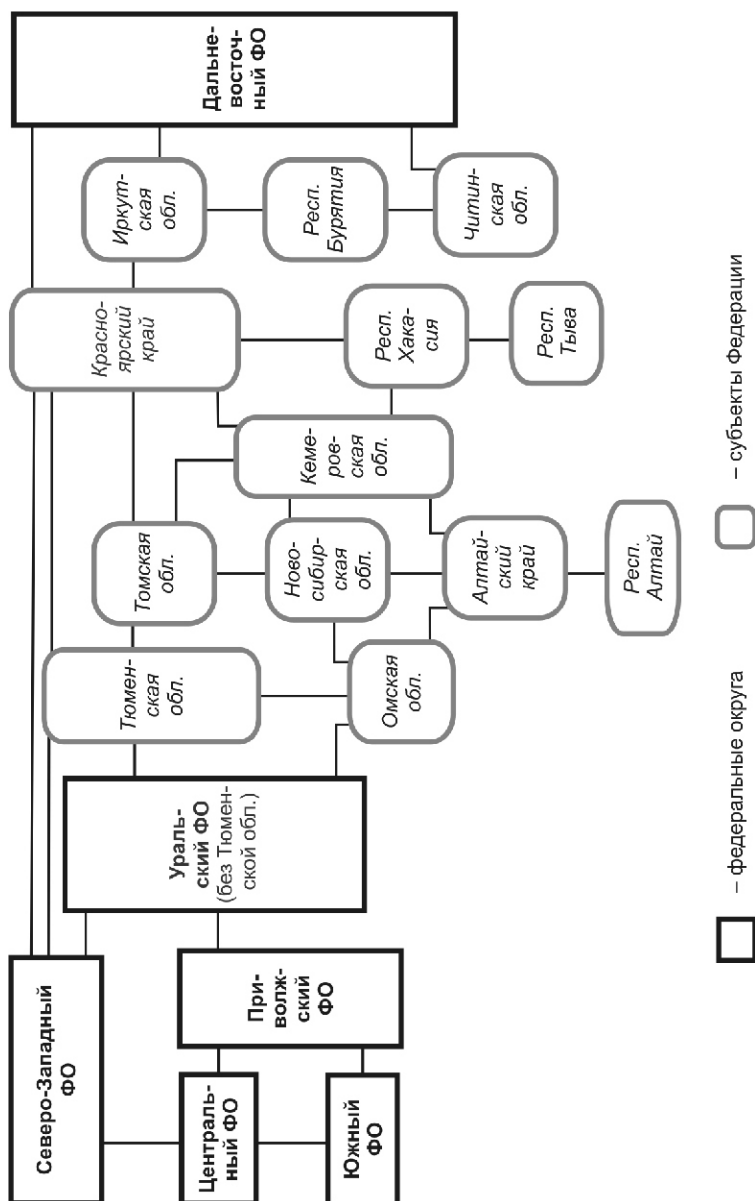 Северо-Западный
ФО
Централь-
ный ФО
Южный
ФО
При-
волж-
ский
ФО
Ураль-
ский ФО
(без Тюмен-
ской обл.)
Тюмен-
ская
обл.
Омская
обл.
Томская
обл.
Ново-
сибир-
ская
обл.
Алтай-
ский
край
Респ.
Алтай
Кеме-
ров-
ская
обл.
Красно-
ярский
край
Респ.
Хака-
сия
Респ.
Тыва
Иркут-
ская
обл.
Респ.
Бурятия
Читин-
ская
обл.
Дальне-
восточ-
ный ФО
– федеральные округа
– субъекты Федерации